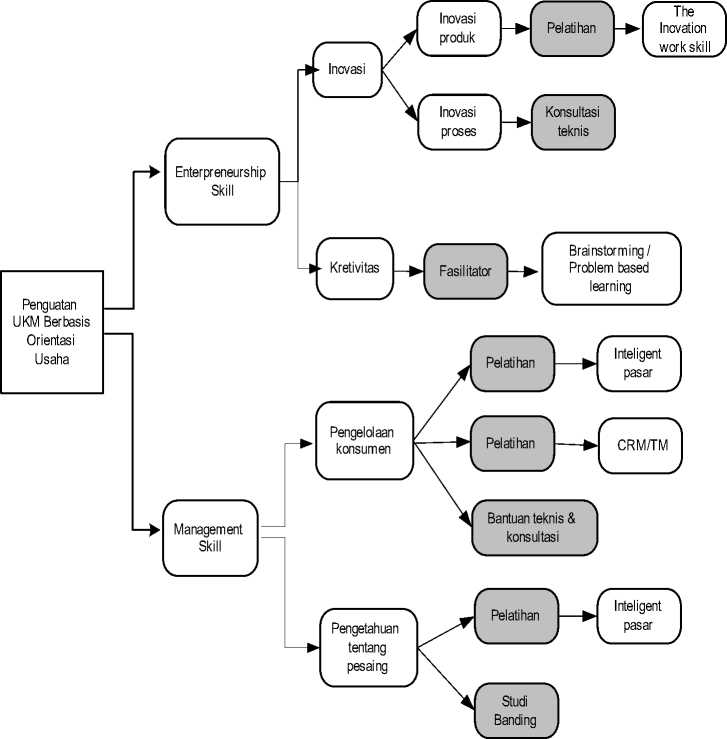 Penguatan
UKM Berbasis
Orientasi
Usaha
Enterpreneurship
Skill
Inovasi
Inovasi
produk
Pelatihan
The
Inovation
work skill
Inovasi
proses
Konsultasi
teknis
Kretivitas
Fasilitator
Brainstorming /
Problem based
learning
Management
Skill
Pengelolaan
konsumen
Pelatihan
Inteligent
pasar
Pelatihan
CRM/TM
Bantuan teknis &
konsultasi
Pengetahuan
tentang
pesaing
Pelatihan
Inteligent
pasar
Studi
Banding